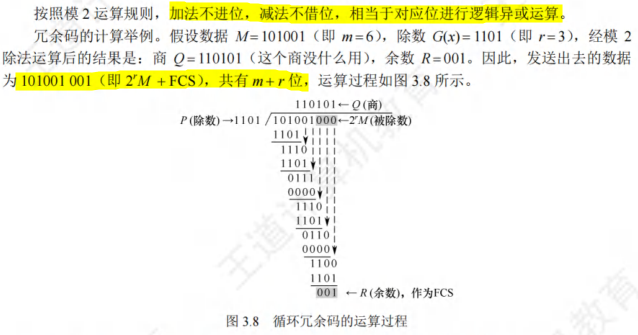 按照模 2 运算规则，加法不进位，减法不借位，相当于对应位进行逻辑异或运算。
冗余码的计算举例。假设数据 M=101001（即 m=6），除数 G(x)=1101（即 r=3），经模 2
除法运算后的结果是：商 Q=110101（这个商没什么用），余数 R=001。因此，发送出去的数据
为 101001 001（即 2ʳM + FCS），共有 m+r 位，运算过程如图 3.8 所示。
110101 ←Q (商)
P (除数) →1101 101001000 ←2ʳM (被除数)
1101
1110
1101
0111
0000
1110
1101
0110
0000
1100
1101
001 ← R (余数)，作为FCS
图 3.8 循环冗余码的运算过程